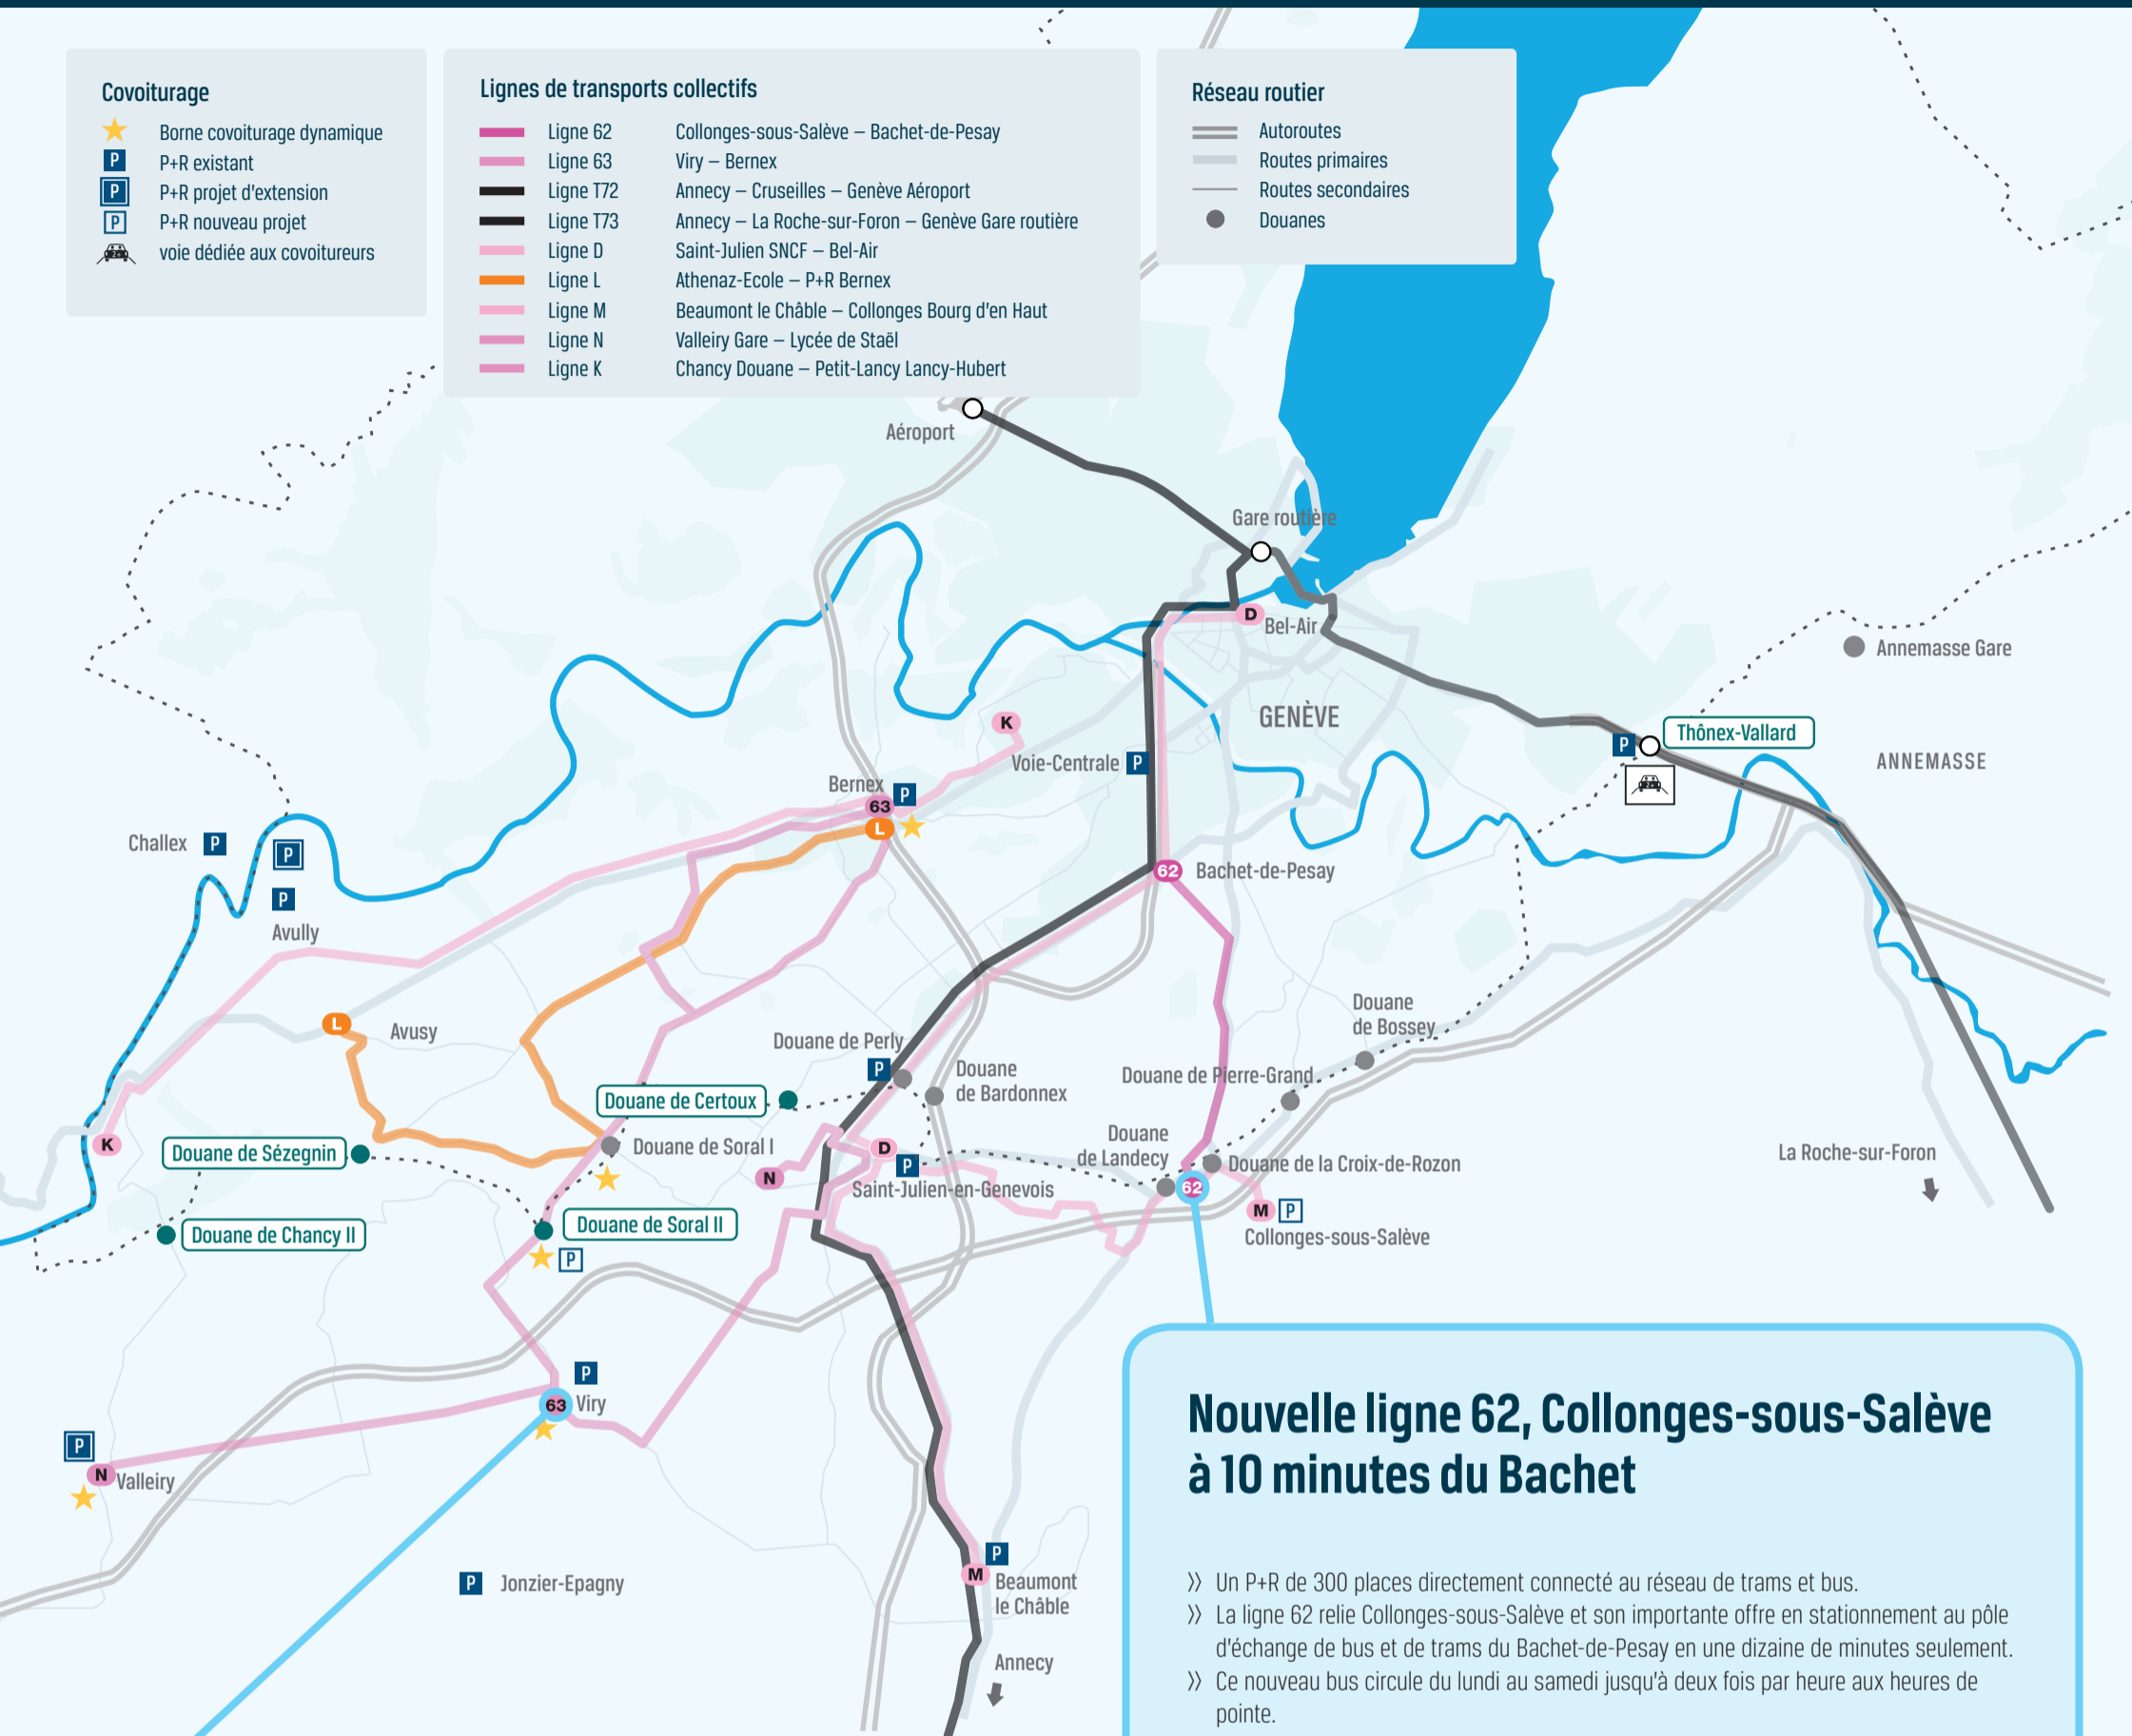 Covoiturage
Borne covoiturage dynamique
P P+R existant
P P+R projet d'extension
P P+R nouveau projet
2+ voie dédiée aux covoitureurs
Lignes de transports collectifs
Ligne 62 Collonges-sous-Salève – Bachet-de-Pesay
Ligne 63 Viry – Bernex
Ligne T72 Annecy – Cruseilles – Genève Aéroport
Ligne T73 Annecy – La Roche-sur-Foron – Genève Gare routière
Ligne D Saint-Julien SNCF – Bel-Air
Ligne L Athenaz-Ecole – P+R Bernex
Ligne M Beaumont le Châble – Collonges Bourg d'en Haut
Ligne N Valleiry Gare – Lycée de Staël
Ligne K Chancy Douane – Petit-Lancy Lancy-Hubert
Réseau routier
Autoroutes
Routes primaires
Routes secondaires
Douanes
Aéroport
Gare routière
D
Bel-Air
Annemasse Gare
GENÈVE
K
Thônex-Vallard
P
2+
ANNEMASSE
Voie-Centrale P
Bernex P
63
L
Challex P
P
P
Avully
62 Bachet-de-Pesay
L Avusy
Douane
de Bossey
Douane de Perly
P
Douane
de Bardonnex
Douane de Pierre-Grand
Douane de Certoux
K
Douane de Sézegnin
Douane de Soral I
D
P
N
Saint-Julien-en-Genevois
Douane
de Landecy
Douane de la Croix-de-Rozon
62
La Roche-sur-Foron
M P
Collonges-sous-Salève
Douane de Chancy II
Douane de Soral II
P
P
63 Viry
P
N Valleiry
P Jonzier-Epagny
P
M Beaumont
le Châble
Annecy
Nouvelle ligne 62, Collonges-sous-Salève
à 10 minutes du Bachet
Un P+R de 300 places directement connecté au réseau de trams et bus.
La ligne 62 relie Collonges-sous-Salève et son importante offre en stationnement au pôle
d'échange de bus et de trams du Bachet-de-Pesay en une dizaine de minutes seulement.
Ce nouveau bus circule du lundi au samedi jusqu'à deux fois par heure aux heures de
pointe.